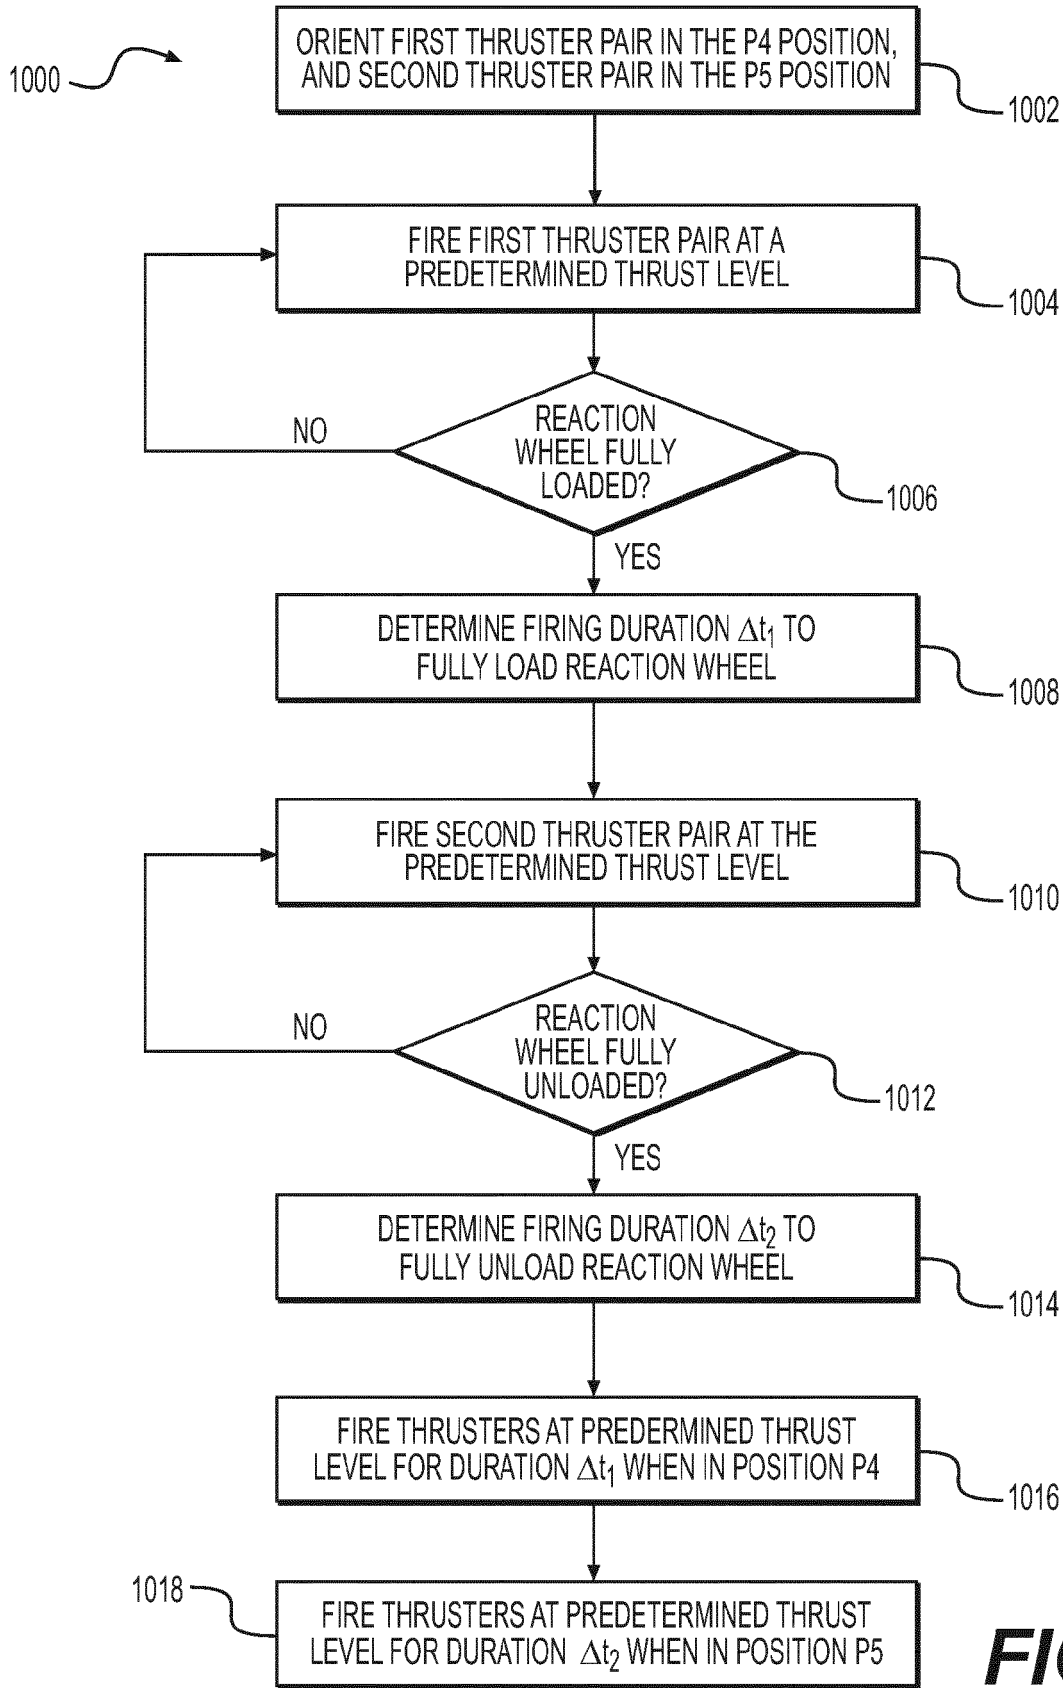 1000
ORIENT FIRST THRUSTER PAIR IN THE P4 POSITION,
AND SECOND THRUSTER PAIR IN THE P5 POSITION
1002
FIRE FIRST THRUSTER PAIR AT A
PREDETERMINED THRUST LEVEL
1004
NO
REACTION
WHEEL FULLY
LOADED?
1006
YES
DETERMINE FIRING DURATION Δt₁ TO
FULLY LOAD REACTION WHEEL
1008
FIRE SECOND THRUSTER PAIR AT THE
PREDETERMINED THRUST LEVEL
1010
NO
REACTION
WHEEL FULLY
UNLOADED?
1012
YES
DETERMINE FIRING DURATION Δt₂ TO
FULLY UNLOAD REACTION WHEEL
1014
FIRE THRUSTERS AT PREDERMINED THRUST
LEVEL FOR DURATION Δt₁ WHEN IN POSITION P4
1016
1018
FIRE THRUSTERS AT PREDETERMINED THRUST
LEVEL FOR DURATION Δt₂ WHEN IN POSITION P5